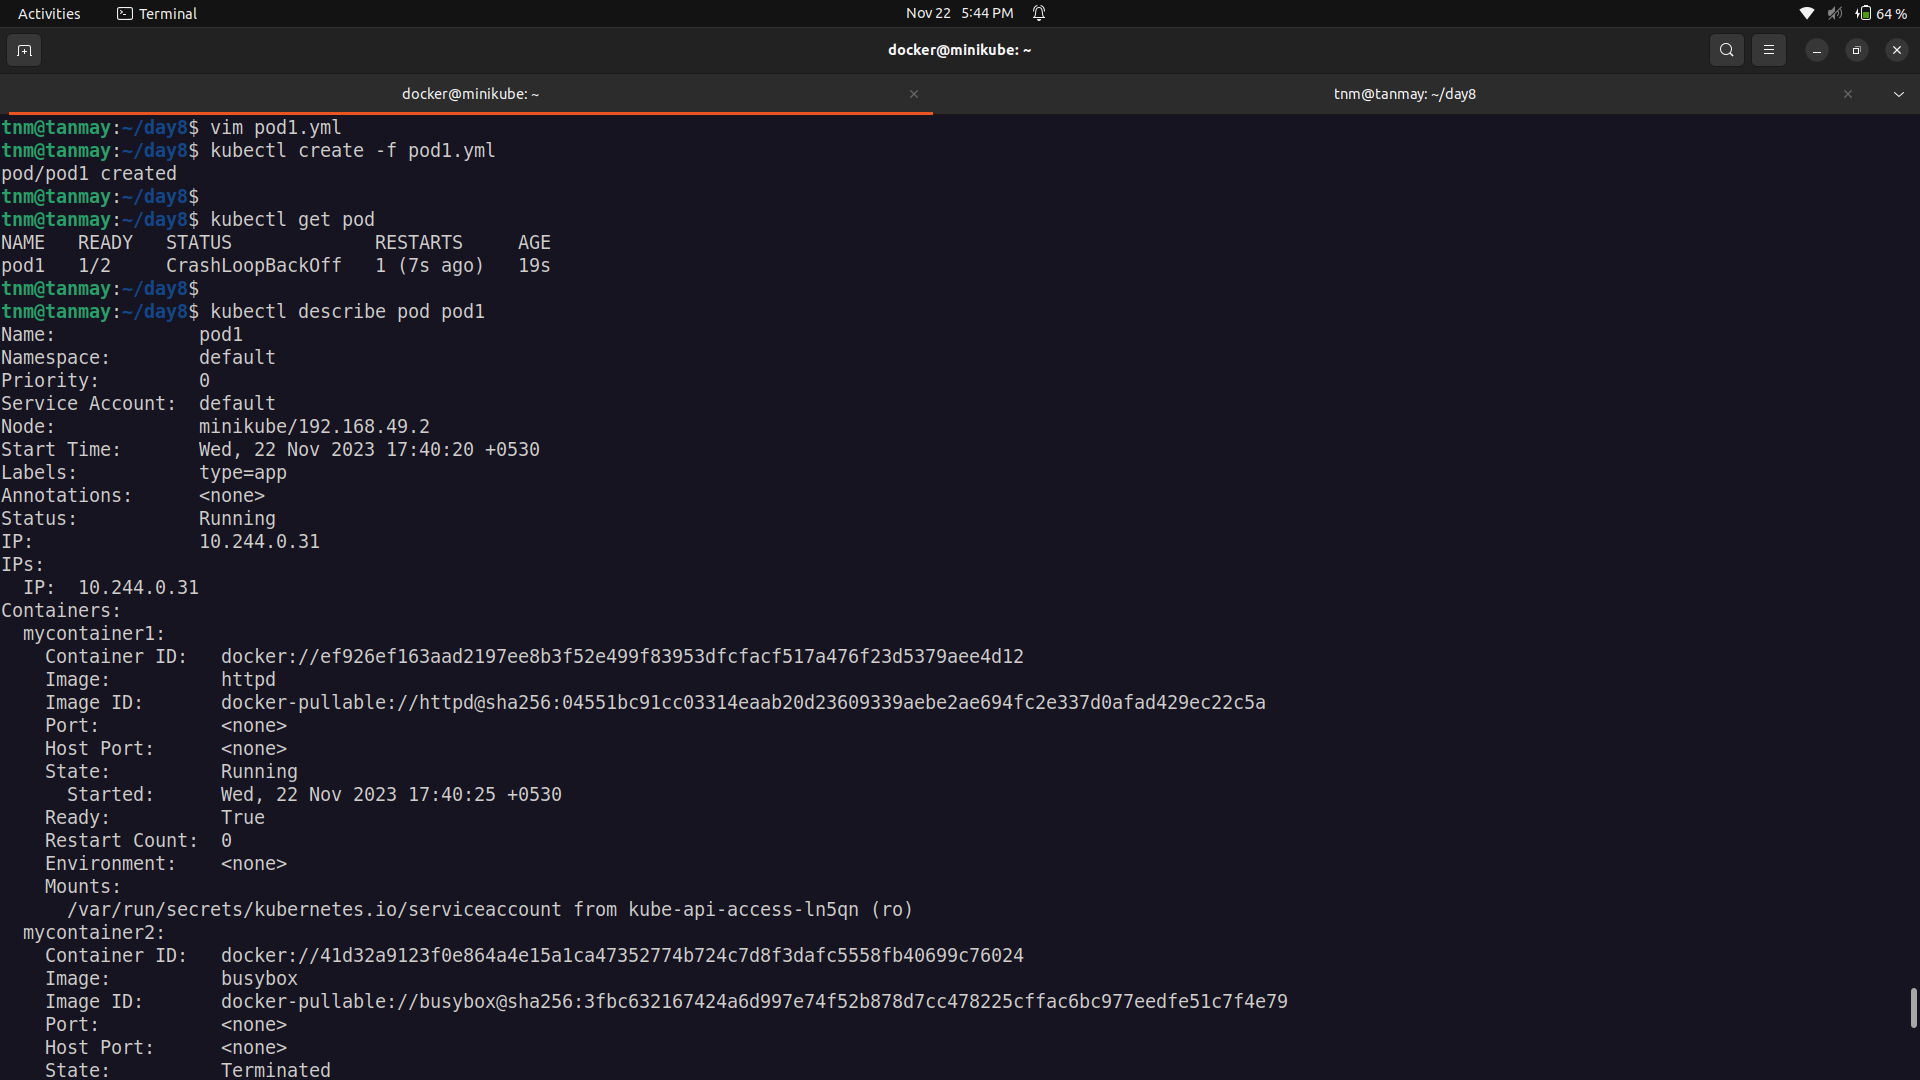 Activities Terminal Nov 22 5:44 PM 64 %
docker@minikube: ~
docker@minikube: ~ tnm@tanmay: ~/day8
tnm@tanmay:~/day8$ vim pod1.yml
tnm@tanmay:~/day8$ kubectl create -f pod1.yml
pod/pod1 created
tnm@tanmay:~/day8$
tnm@tanmay:~/day8$ kubectl get pod
NAME   READY   STATUS             RESTARTS     AGE
pod1   1/2     CrashLoopBackOff   1 (7s ago)   19s
tnm@tanmay:~/day8$
tnm@tanmay:~/day8$ kubectl describe pod pod1
Name:             pod1
Namespace:        default
Priority:         0
Service Account:  default
Node:             minikube/192.168.49.2
Start Time:       Wed, 22 Nov 2023 17:40:20 +0530
Labels:           type=app
Annotations:      <none>
Status:           Running
IP:               10.244.0.31
IPs:
  IP:  10.244.0.31
Containers:
  mycontainer1:
    Container ID:   docker://ef926ef163aad2197ee8b3f52e499f83953dfcfacf517a476f23d5379aee4d12
    Image:          httpd
    Image ID:       docker-pullable://httpd@sha256:04551bc91cc03314eaab20d23609339aebe2ae694fc2e337d0afad429ec22c5a
    Port:           <none>
    Host Port:      <none>
    State:          Running
      Started:      Wed, 22 Nov 2023 17:40:25 +0530
    Ready:          True
    Restart Count:  0
    Environment:    <none>
    Mounts:
      /var/run/secrets/kubernetes.io/serviceaccount from kube-api-access-ln5qn (ro)
  mycontainer2:
    Container ID:   docker://41d32a9123f0e864a4e15a1ca47352774b724c7d8f3dafc5558fb40699c76024
    Image:          busybox
    Image ID:       docker-pullable://busybox@sha256:3fbc632167424a6d997e74f52b878d7cc478225cffac6bc977eedfe51c7f4e79
    Port:           <none>
    Host Port:      <none>
    State:          Terminated